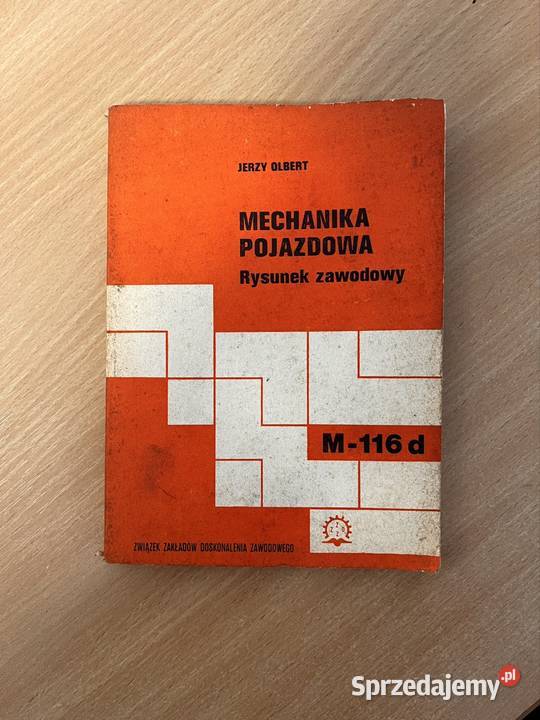 JERZY OLBERT
MECHANIKA
POJAZDOWA
Rysunek zawodowy
M-116 d
ZWIĄZEK ZAKŁADÓW DOSKONALENIA ZAWODOWEGO
Sprzedajemy.pl